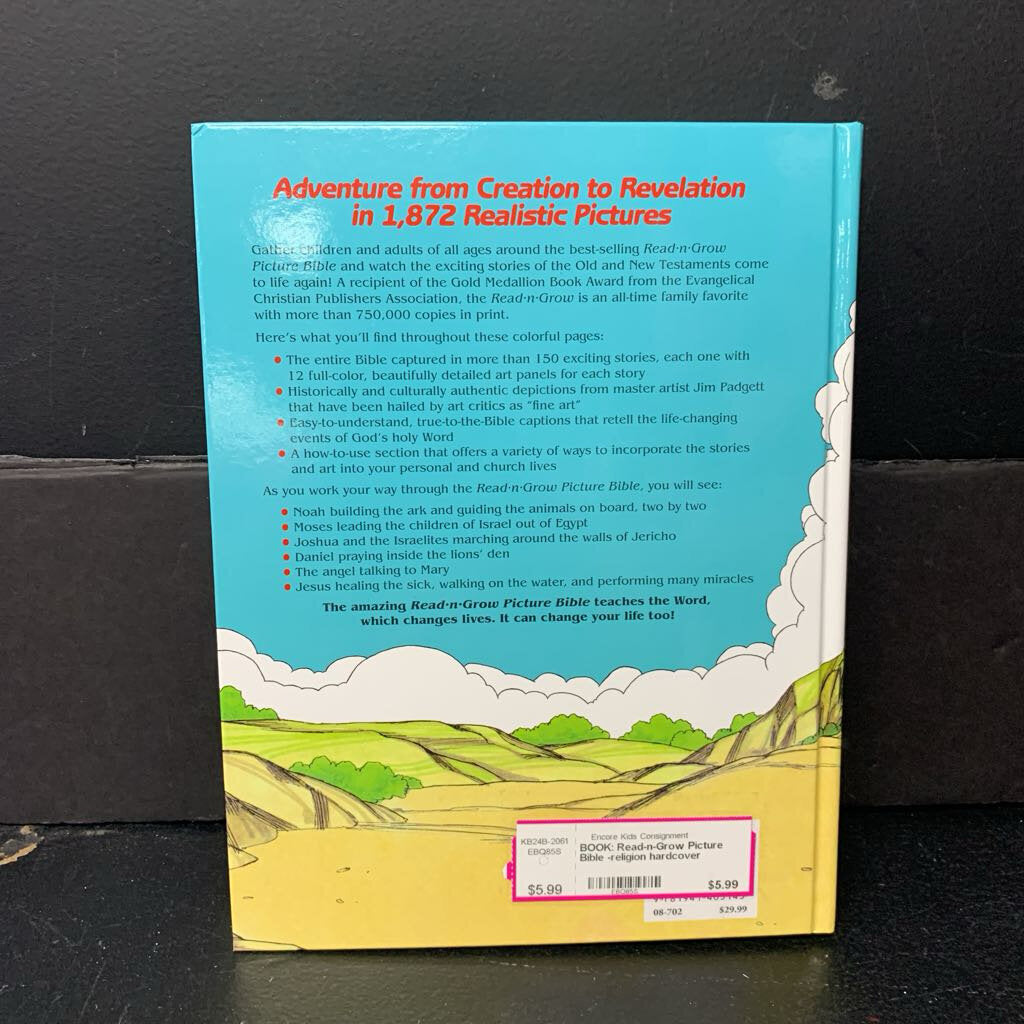 Adventure from Creation to Revelation
in 1,872 Realistic Pictures
Gather children and adults of all ages around the best-selling Read·n·Grow
Picture Bible and watch the exciting stories of the Old and New Testaments come
to life again! A recipient of the Gold Medallion Book Award from the Evangelical
Christian Publishers Association, the Read·n·Grow is an all-time family favorite
with more than 750,000 copies in print.
Here's what you'll find throughout these colorful pages:
• The entire Bible captured in more than 150 exciting stories, each one with
12 full-color, beautifully detailed art panels for each story
• Historically and culturally authentic depictions from master artist Jim Padgett
that have been hailed by art critics as "fine art"
• Easy-to-understand, true-to-the-Bible captions that retell the life-changing
events of God's holy Word
• A how-to-use section that offers a variety of ways to incorporate the stories
and art into your personal and church lives
As you work your way through the Read·n·Grow Picture Bible, you will see:
• Noah building the ark and guiding the animals on board, two by two
• Moses leading the children of Israel out of Egypt
• Joshua and the Israelites marching around the walls of Jericho
• Daniel praying inside the lions' den
• The angel talking to Mary
• Jesus healing the sick, walking on the water, and performing many miracles
The amazing Read·n·Grow Picture Bible teaches the Word,
which changes lives. It can change your life too!
KB24B-2061
EBQ85S
$5.99
Encore Kids Consignment
BOOK: Read-n-Grow Picture
Bible -religion hardcover
EBQ85S
$5.99
08-702 $29.99